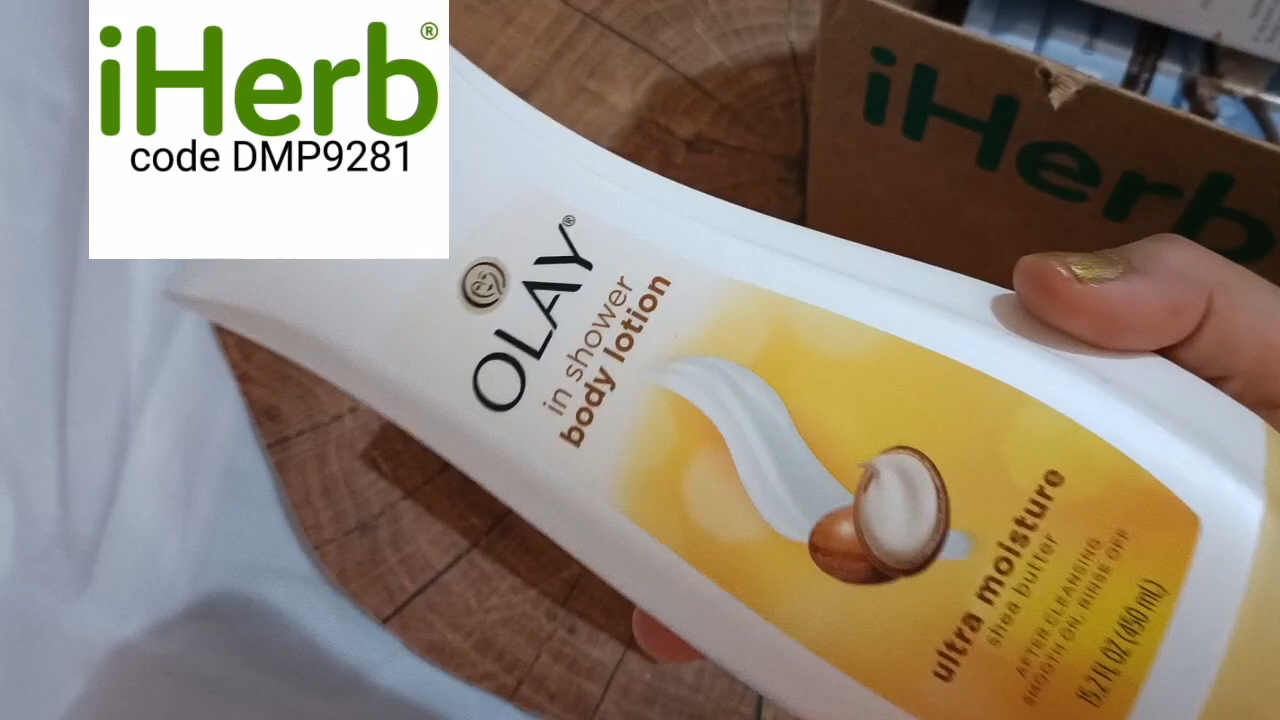 iHerb®
code DMP9281
iHerb
OLAY®
in shower
body lotion
ultra moisture
shea butter
AFTER CLEANSING
SMOOTH ON, RINSE OFF
15.2 FL OZ (450 mL)